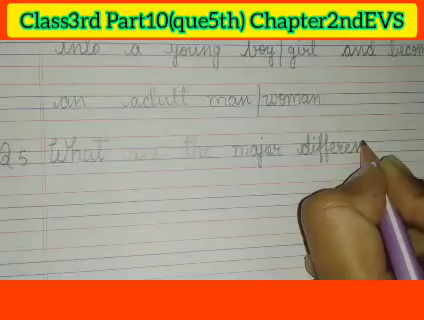 Class3rd Part10(que5th) Chapter2ndEVS
into a young boy/girl and becom
an adult man/woman
Q 5 What are the major differen